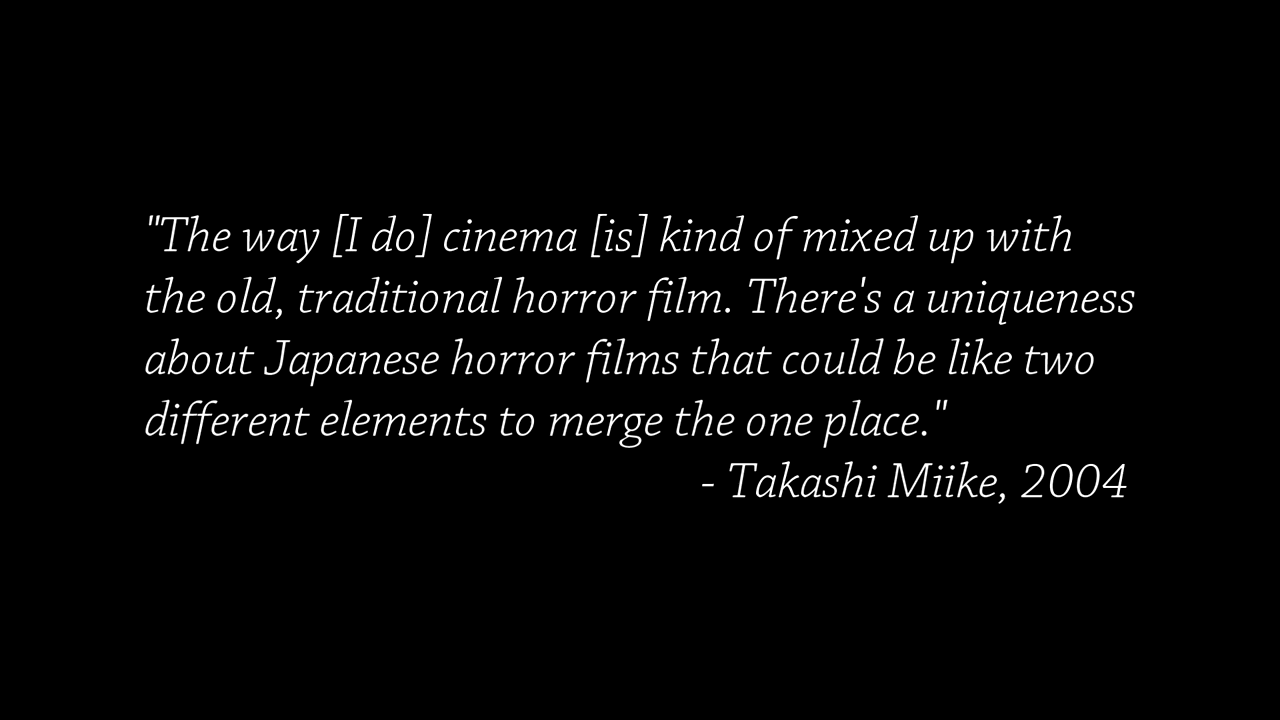 "The way [I do] cinema [is] kind of mixed up with
the old, traditional horror film. There's a uniqueness
about Japanese horror films that could be like two
different elements to merge the one place."
- Takashi Miike, 2004